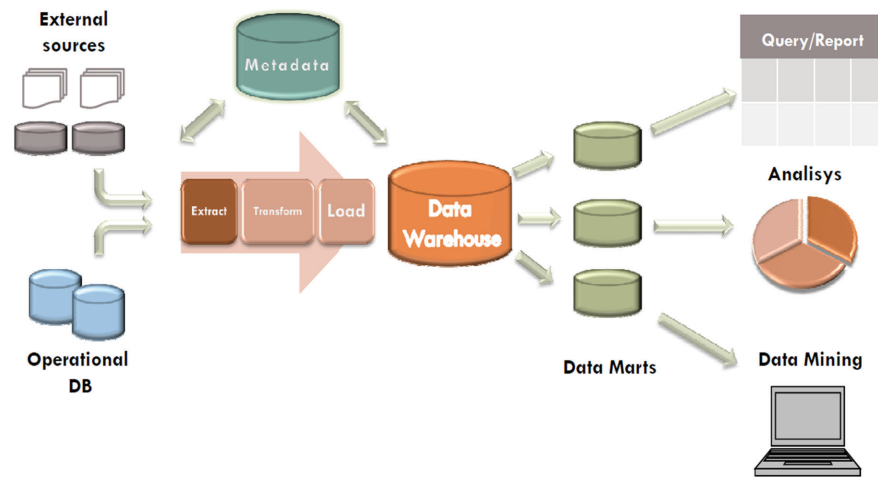 External
sources
Metadata
Query/Report
Extract
Transform
Load
Data
Warehouse
Analisys
Operational
DB
Data Marts
Data Mining